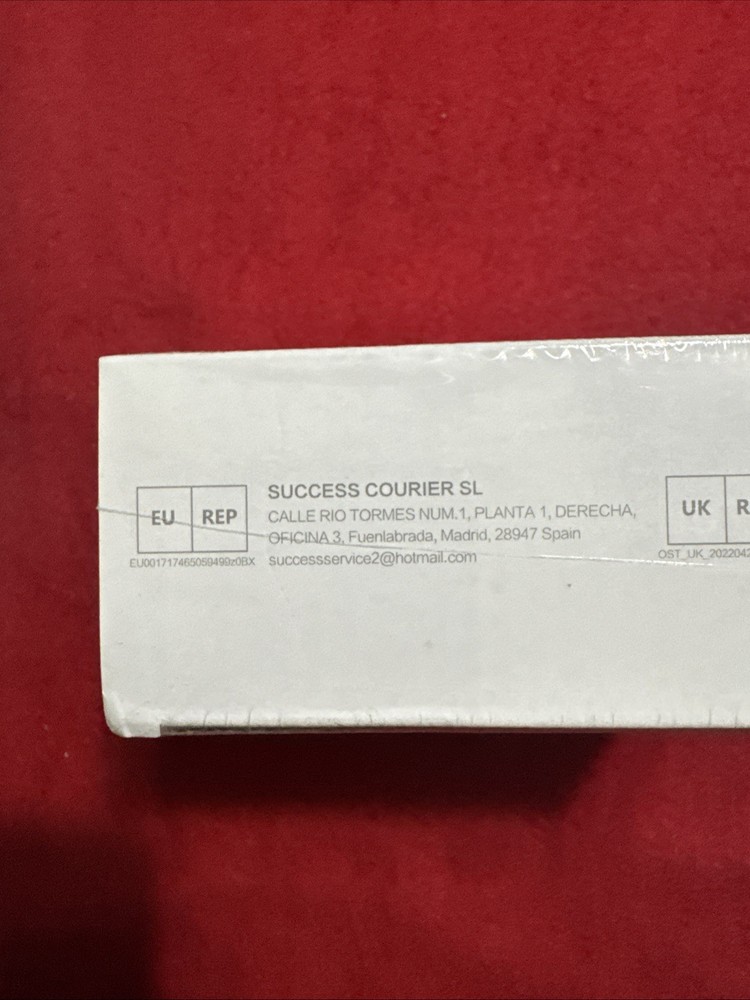 EU REP
EU001717465059499z0BX
SUCCESS COURIER SL
CALLE RIO TORMES NUM.1, PLANTA 1, DERECHA,
OFICINA 3, Fuenlabrada, Madrid, 28947 Spain
successservice2@hotmail.com
UK R
OST_UK_2022042